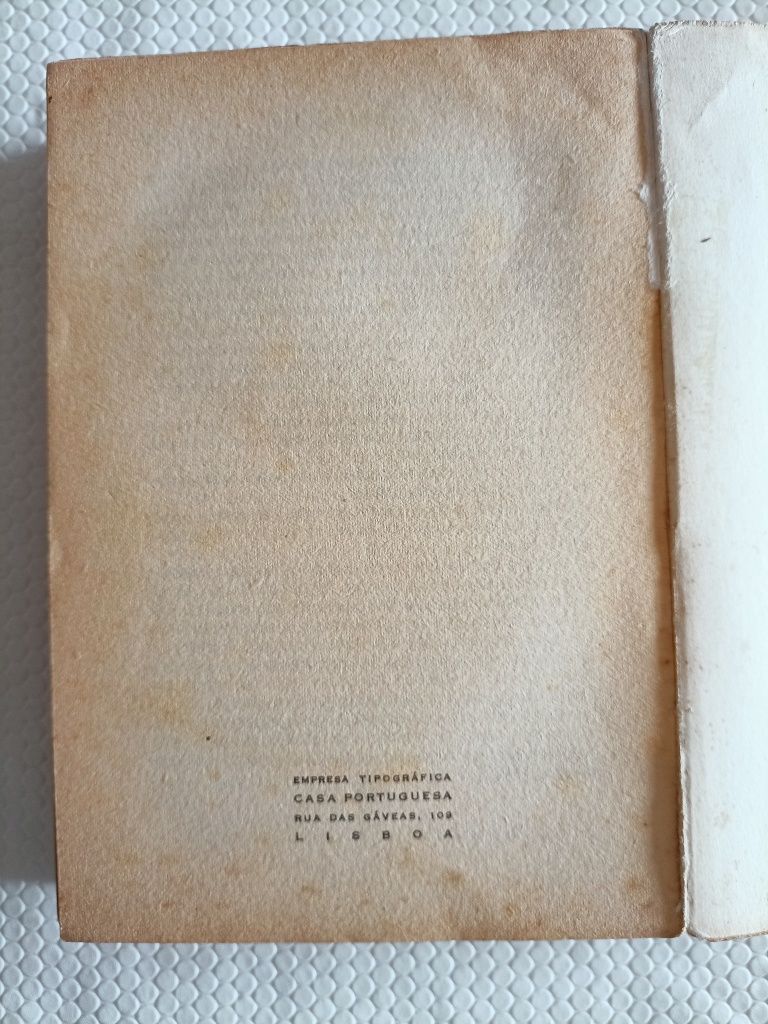 EMPRESA TIPOGRÁFICA
CASA PORTUGUESA
RUA DAS GÁVEAS, 109
LISBOA